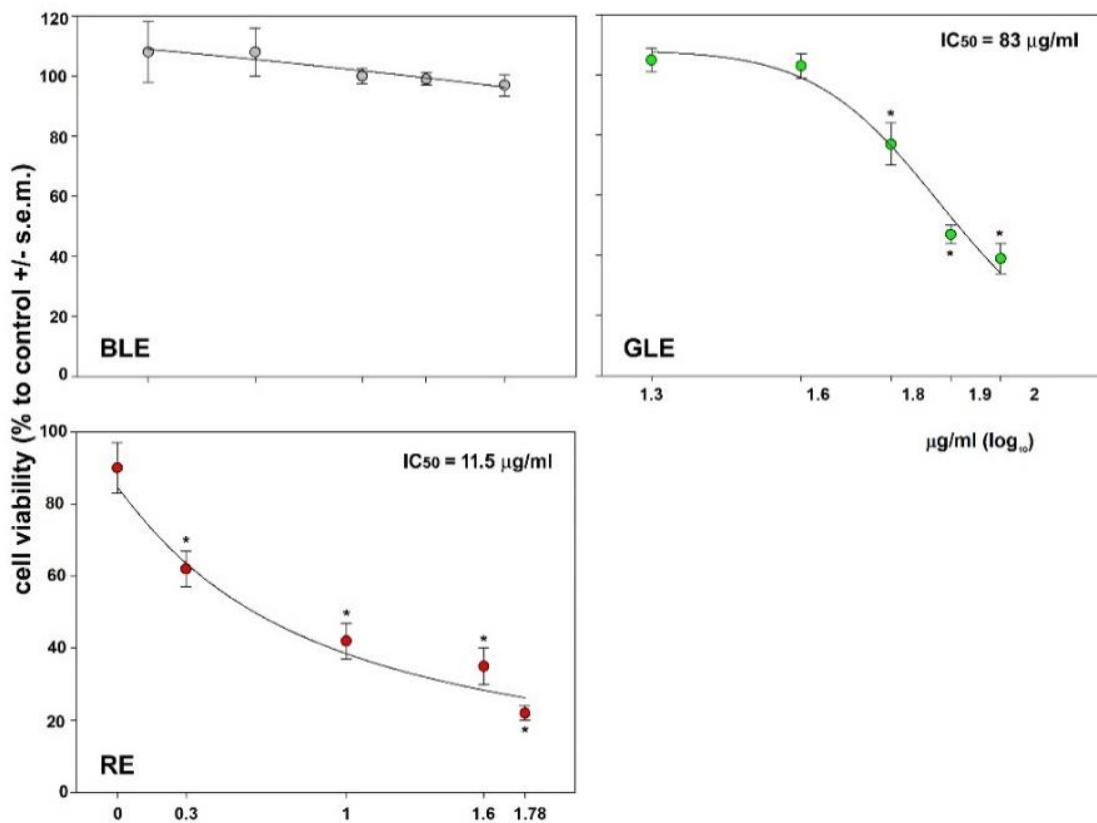 cell viability (% to control +/- s.e.m.)
120
100
80
60
40
20
0
BLE
IC50 = 83 µg/ml
*
*
*
GLE
1.3 1.6 1.8 1.9 2
µg/ml (log₁₀)
100
80
60
40
20
0
IC50 = 11.5 µg/ml
*
*
*
*
RE
0 0.3 1 1.6 1.78